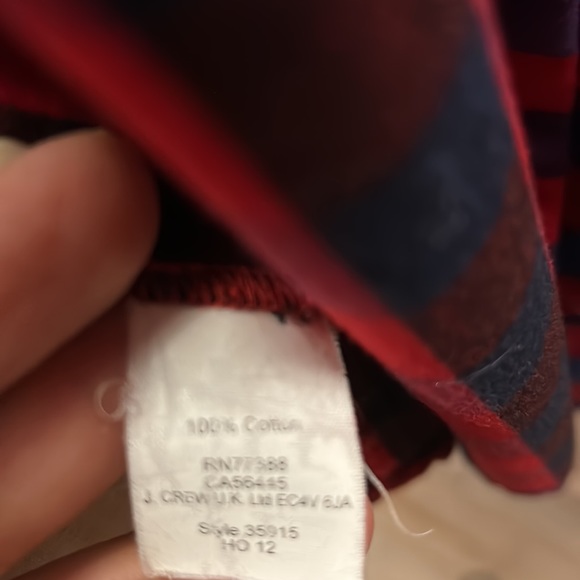 100% Cotton
RN77388
CA56445
J. CREW U.K. Ltd EC4V 6JA
Style 35915
HO 12